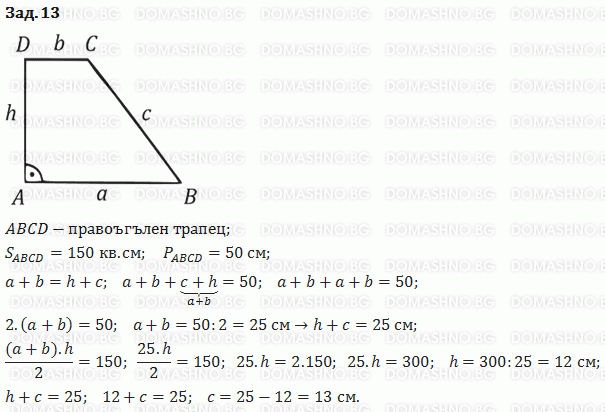 Зад. 13
D b C
h c
A a B
ABCD − правоъгълен трапец;
S_ABCD = 150 кв.см; P_ABCD = 50 см;
a + b = h + c; a + b + c + h = 50; a + b + a + b = 50;
a+b
2.(a + b) = 50; a + b = 50: 2 = 25 см → h + c = 25 см;
(a + b).h / 2 = 150; 25.h / 2 = 150; 25.h = 2.150; 25.h = 300; h = 300: 25 = 12 см;
h + c = 25; 12 + c = 25; c = 25 − 12 = 13 см.